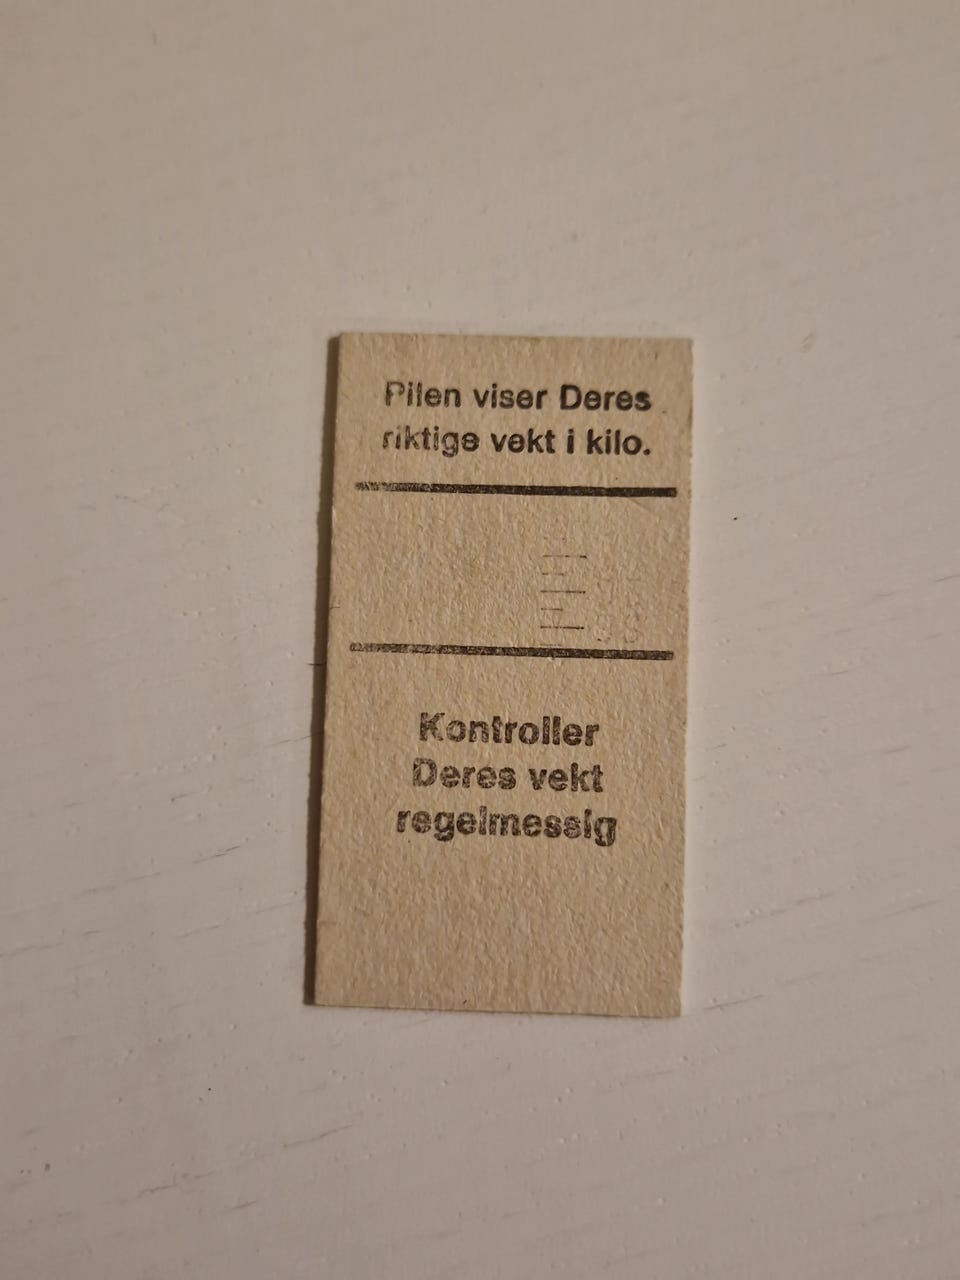 Pilen viser Deres
riktige vekt i kilo.
Kontroller
Deres vekt
regelmessig